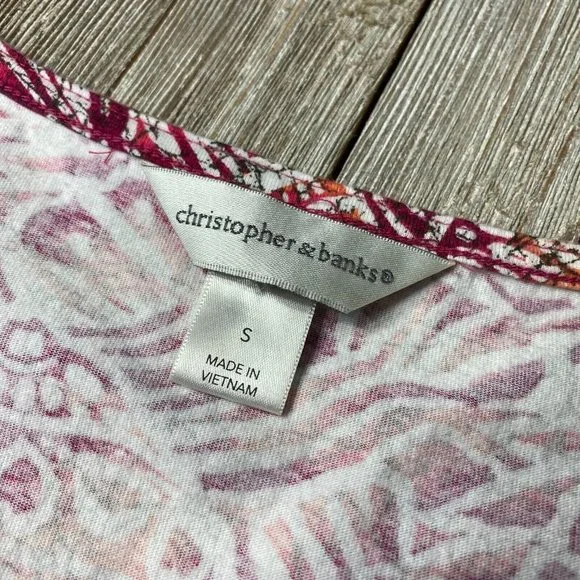 christopher & banks®
S
MADE IN
VIETNAM